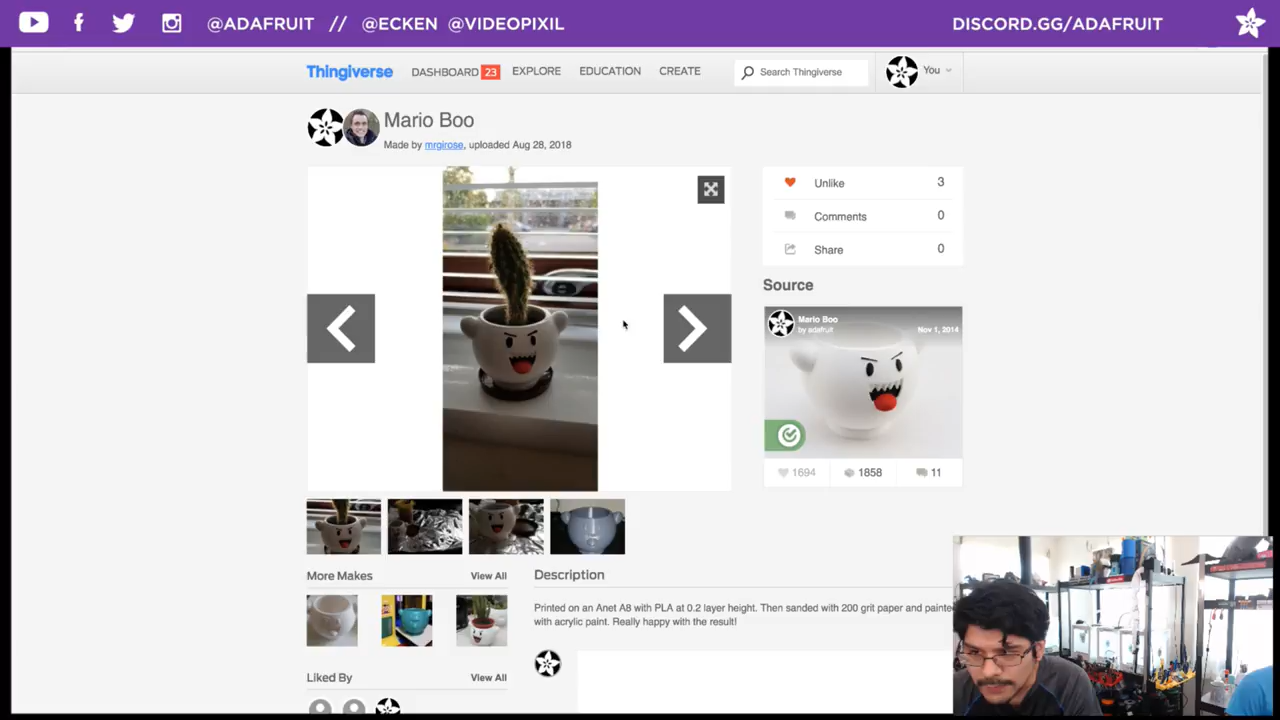 @ADAFRUIT // @ECKEN @VIDEOPIXIL
DISCORD.GG/ADAFRUIT
Thingiverse
DASHBOARD 23
EXPLORE
EDUCATION
CREATE
Search Thingiverse
You
Mario Boo
Made by mrgirose, uploaded Aug 28, 2018
Unlike 3
Comments 0
Share 0
Source
Mario Boo
by adafruit
Nov 1, 2014
1694
1858
11
More Makes
View All
Description
Printed on an Anet A8 with PLA at 0.2 layer height. Then sanded with 200 grit paper and painte
with acrylic paint. Really happy with the result!
Liked By
View All